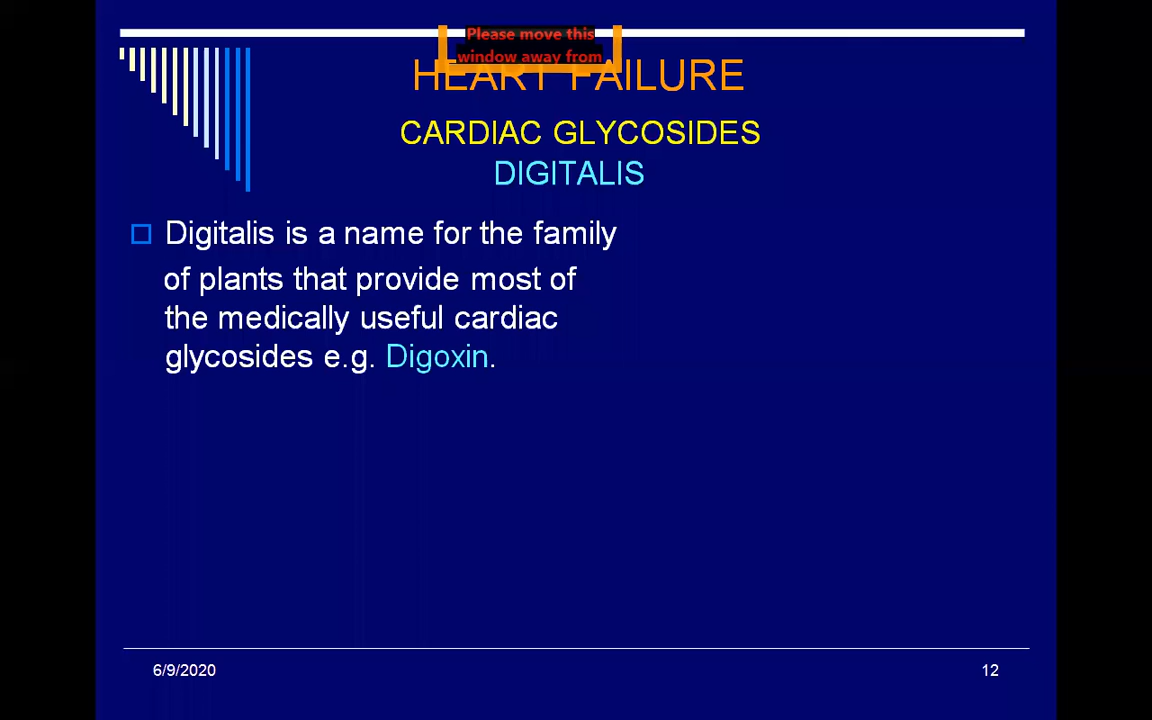 Please move this
window away from
HEART FAILURE
CARDIAC GLYCOSIDES
DIGITALIS
Digitalis is a name for the family
of plants that provide most of
the medically useful cardiac
glycosides e.g. Digoxin.
6/9/2020
12